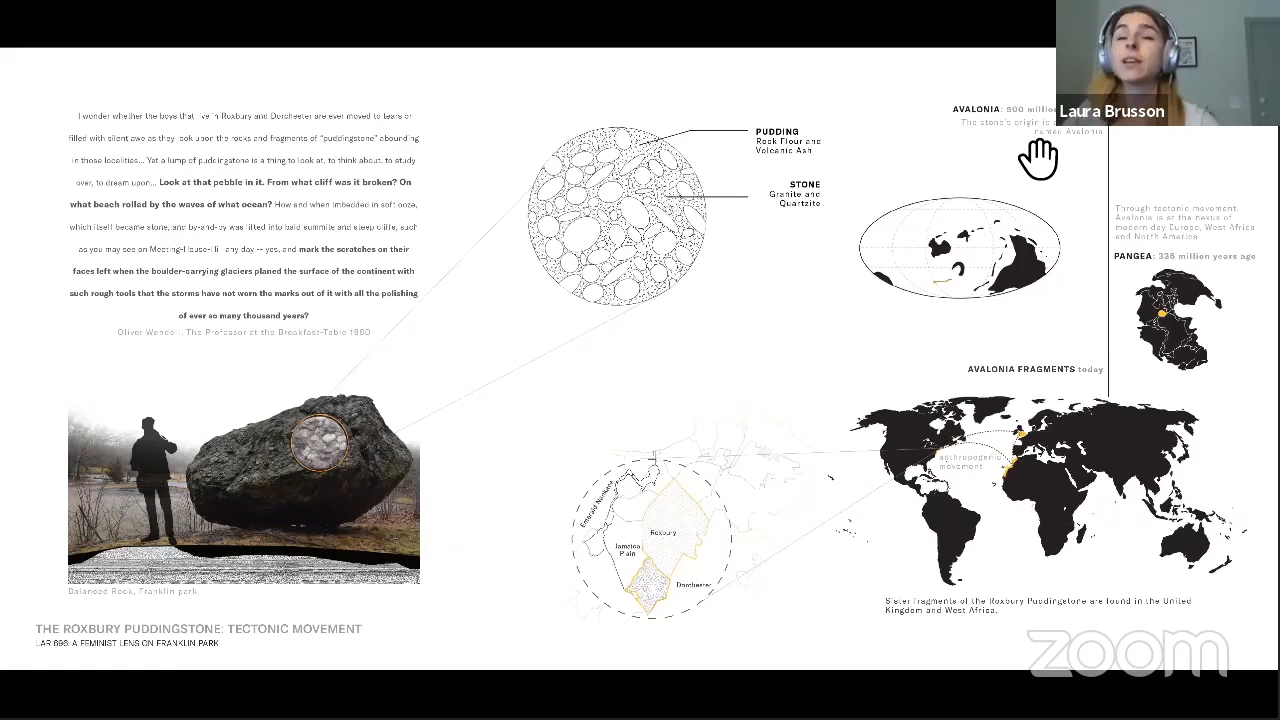 I wonder whether the boys that live in Roxbury and Dorchester are ever moved to tears or
filled with silent awe as they look upon the rocks and fragments of "puddingstone" abounding
in those localities... Yet a lump of puddingstone is a thing to look at, to think about, to study
over, to dream upon... Look at that pebble in it. From what cliff was it broken? On
what beach rolled by the waves of what ocean? How and when imbedded in soft ooze,
which itself became stone, and by-and-by was lifted into bald summits and steep cliffs, such
as you may see on Meeting-House-Hill any day -- yes, and mark the scratches on their
faces left when the boulder-carrying glaciers planed the surface of the continent with
such rough tools that the storms have not worn the marks out of it with all the polishing
of ever so many thousand years?
Oliver Wendell, The Professor at the Breakfast-Table 1860
Balanced Rock, Franklin park
THE ROXBURY PUDDINGSTONE: TECTONIC MOVEMENT
LAR 696: A FEMINIST LENS ON FRANKLIN PARK
PUDDING
Rock Flour and
Volcanic Ash
STONE
Granite and
Quartzite
Emerald Necklace
Roxbury
Jamaica
Plain
Dorchester
AVALONIA: 500
The stone's origin is
named Avalonia
Laura Brusson
Through tectonic movement,
Avalonia is at the nexus of
modern day Europe, West Africa
and North America
PANGEA: 336 million years ago
AVALONIA FRAGMENTS today
anthropogenic
movement
Sister fragments of the Roxbury Puddingstone are found in the United
Kingdom and West Africa.
zoom